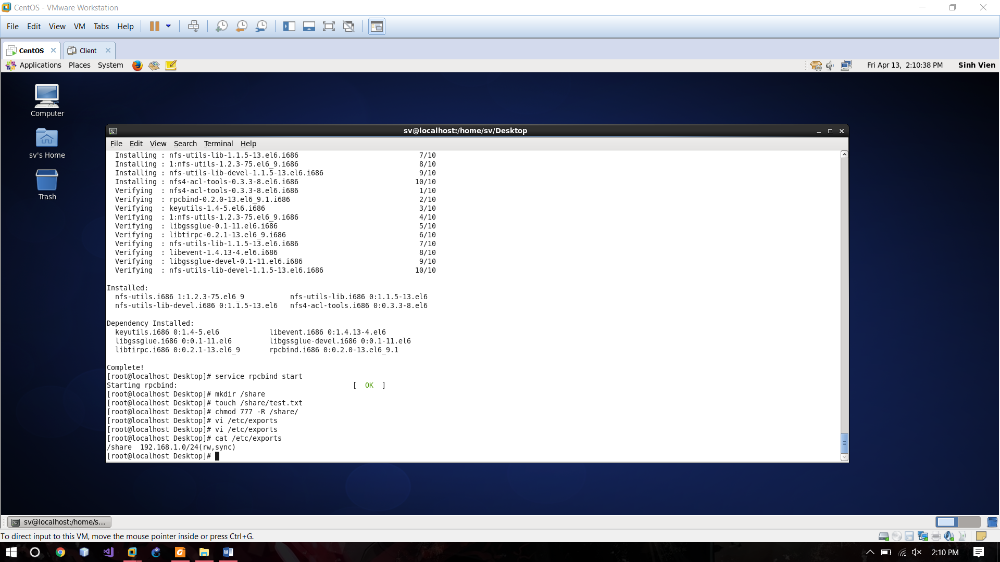 CentOS - VMware Workstation
File Edit View VM Tabs Help
CentOS Client
Applications Places System Fri Apr 13, 2:10:38 PM Sinh Vien
Computer
sv's Home
Trash
sv@localhost:/home/sv/Desktop
File Edit View Search Terminal Help
Installing : nfs-utils-lib-1.1.5-13.el6.i686 7/10
Installing : 1:nfs-utils-1.2.3-75.el6_9.i686 8/10
Installing : nfs-utils-lib-devel-1.1.5-13.el6.i686 9/10
Installing : nfs4-acl-tools-0.3.3-8.el6.i686 10/10
Verifying : nfs4-acl-tools-0.3.3-8.el6.i686 1/10
Verifying : rpcbind-0.2.0-13.el6_9.1.i686 2/10
Verifying : keyutils-1.4-5.el6.i686 3/10
Verifying : 1:nfs-utils-1.2.3-75.el6_9.i686 4/10
Verifying : libgssglue-0.1-11.el6.i686 5/10
Verifying : libtirpc-0.2.1-13.el6_9.i686 6/10
Verifying : nfs-utils-lib-1.1.5-13.el6.i686 7/10
Verifying : libevent-1.4.13-4.el6.i686 8/10
Verifying : libgssglue-devel-0.1-11.el6.i686 9/10
Verifying : nfs-utils-lib-devel-1.1.5-13.el6.i686 10/10
Installed:
nfs-utils.i686 1:1.2.3-75.el6_9 nfs-utils-lib.i686 0:1.1.5-13.el6
nfs-utils-lib-devel.i686 0:1.1.5-13.el6 nfs4-acl-tools.i686 0:0.3.3-8.el6
Dependency Installed:
keyutils.i686 0:1.4-5.el6 libevent.i686 0:1.4.13-4.el6
libgssglue.i686 0:0.1-11.el6 libgssglue-devel.i686 0:0.1-11.el6
libtirpc.i686 0:0.2.1-13.el6_9 rpcbind.i686 0:0.2.0-13.el6_9.1
Complete!
[root@localhost Desktop]# service rpcbind start
Starting rpcbind: [ OK ]
[root@localhost Desktop]# mkdir /share
[root@localhost Desktop]# touch /share/test.txt
[root@localhost Desktop]# chmod 777 -R /share/
[root@localhost Desktop]# vi /etc/exports
[root@localhost Desktop]# vi /etc/exports
[root@localhost Desktop]# cat /etc/exports
/share 192.168.1.0/24(rw,sync)
[root@localhost Desktop]#
sv@localhost:/home/s...
To direct input to this VM, move the mouse pointer inside or press Ctrl+G.
2:10 PM